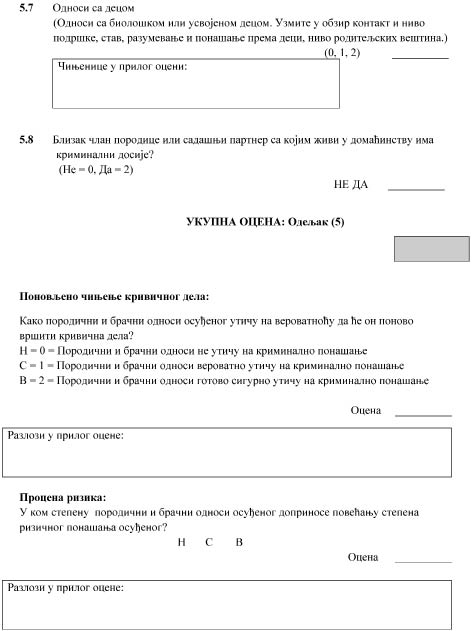 5.7 Односи са децом
(Односи са биолошком или усвојеном децом. Узмите у обзир контакт и ниво
подршке, став, разумевање и понашање према деци, ниво родитељских вештина.)
(0, 1, 2) ________
Чињенице у прилог оцени:
5.8 Близак члан породице или садашњи партнер са којим живи у домаћинству има
криминални досије?
(Не = 0, Да = 2)
НЕ ДА ________
УКУПНА ОЦЕНА: Одељак (5)
Поновљено чињење кривичног дела:
Како породични и брачни односи осуђеног утичу на вероватноћу да ће он поново
вршити кривична дела?
Н = 0 = Породични и брачни односи не утичу на криминално понашање
С = 1 = Породични и брачни односи вероватно утичу на криминално понашање
В = 2 = Породични и брачни односи готово сигурно утичу на криминално понашање
Оцена ________
Разлози у прилог оцене:
Процена ризика:
У ком степену породични и брачни односи осуђеног доприносе повећању степена
ризичног понашања осуђеног?
Н С В
Оцена ________
Разлози у прилог оцене: